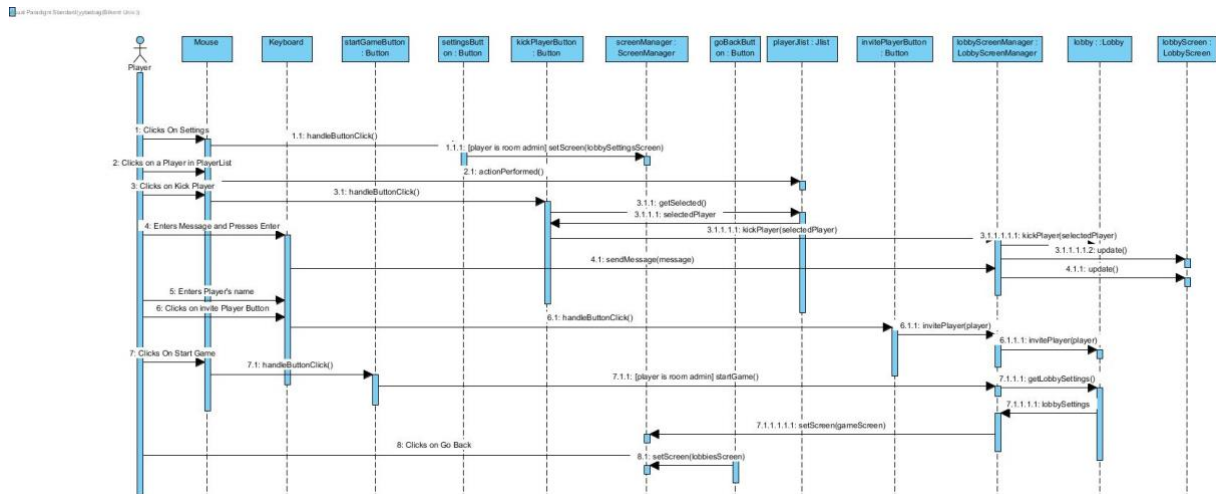 Paradigm Standard
Mouse
Keyboard
startGameButton
: Button
settingsButt
on : Button
kickPlayerButton
: Button
screenManager :
ScreenManager
goBackButt
on : Button
playerJlist : Jlist
invitePlayerButton
: Button
lobbyScreenManager :
LobbyScreenManager
lobby : :Lobby
lobbyScreen :
LobbyScreen
Player
1: Clicks On Settings
1.1: handleButtonClick()
1.1.1: [player is room admin] setScreen(lobbySettingsScreen)
2: Clicks on a Player in PlayerList
2.1: actionPerformed()
3: Clicks on Kick Player
3.1: handleButtonClick()
3.1.1: getSelected()
3.1.1.1: selectedPlayer
4: Enters Message and Presses Enter
3.1.1.1.1: kickPlayer(selectedPlayer)
3.1.1.1.1.1: kickPlayer(selectedPlayer)
3.1.1.1.1.2: update()
4.1: sendMessage(message)
4.1.1: update()
5: Enters Player's name
6: Clicks on invite Player Button
6.1: handleButtonClick()
6.1.1: invitePlayer(player)
6.1.1.1: invitePlayer(player)
7: Clicks On Start Game
7.1: handleButtonClick()
7.1.1: [player is room admin] startGame()
7.1.1.1: getLobbySettings()
7.1.1.1.1: lobbySettings
7.1.1.1.1.1: setScreen(gameScreen)
8: Clicks on Go Back
8.1: setScreen(lobbiesScreen)